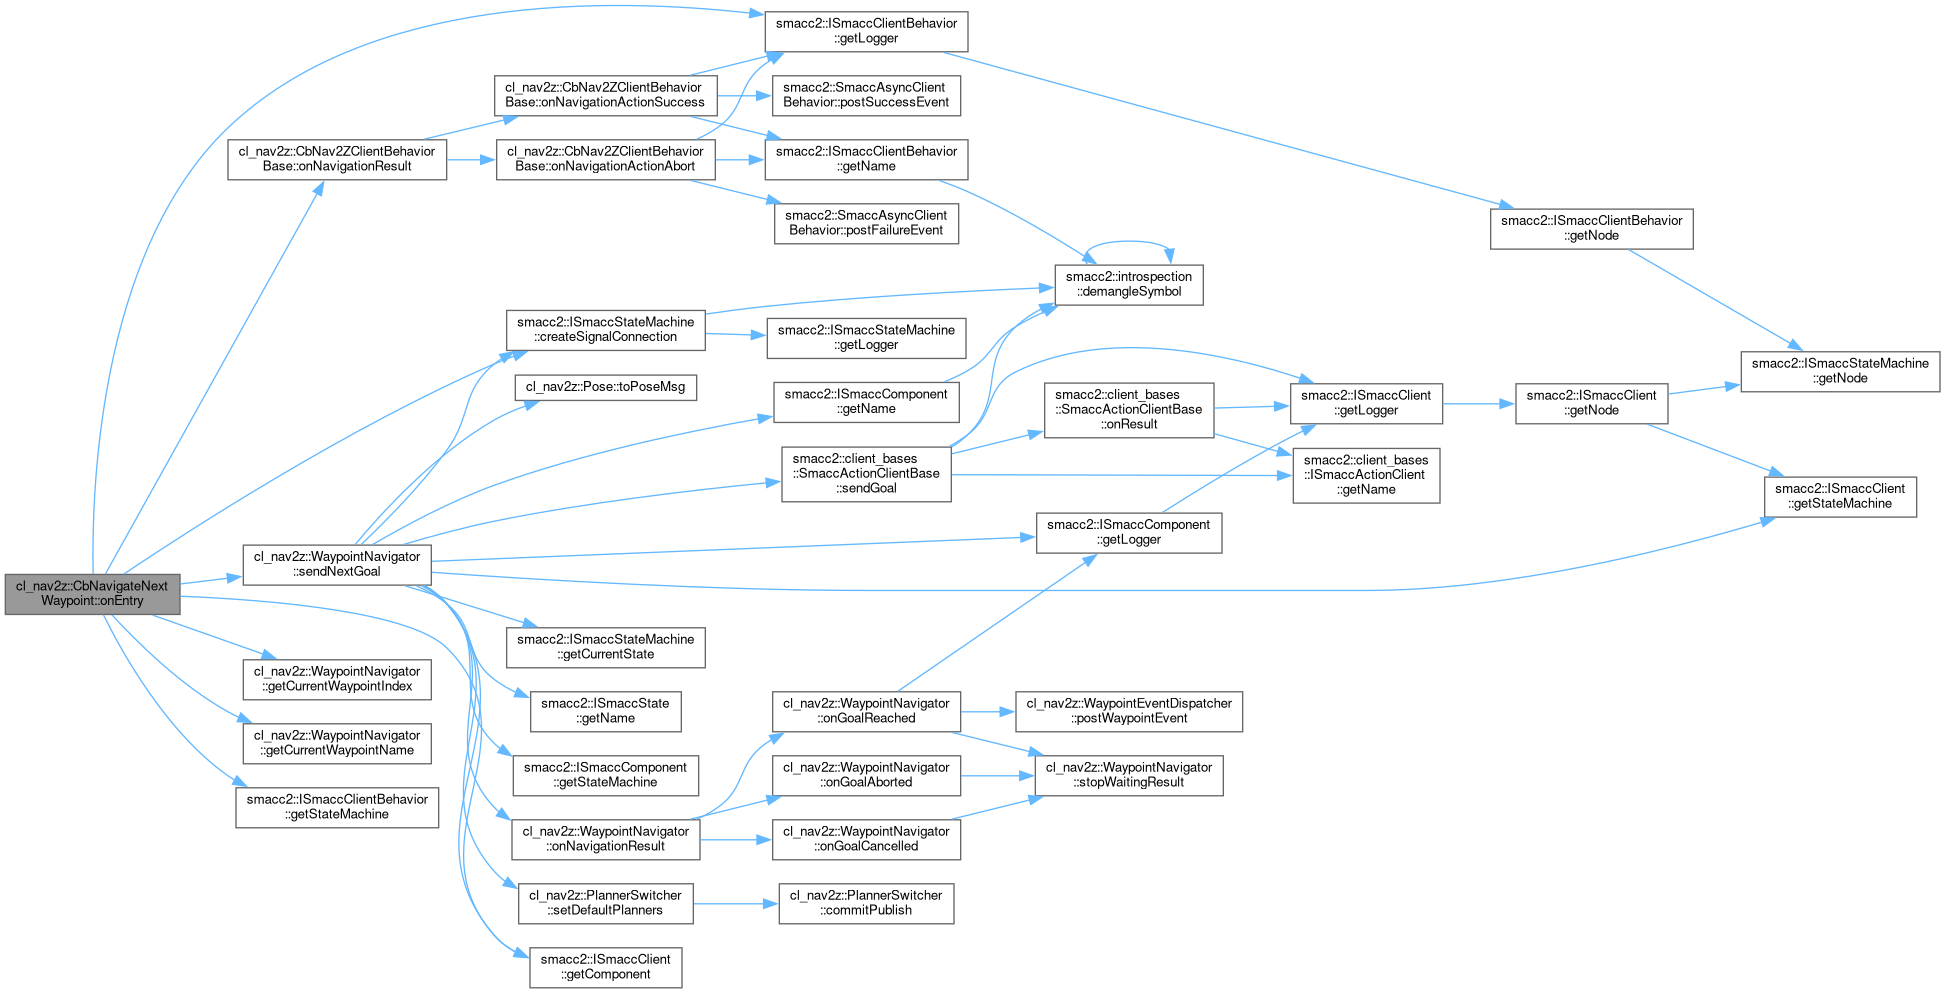 smacc2::ISmaccClientBehavior
::getLogger
cl_nav2z::CbNav2ZClientBehavior
Base::onNavigationActionSuccess
smacc2::SmaccAsyncClient
Behavior::postSuccessEvent
cl_nav2z::CbNav2ZClientBehavior
Base::onNavigationResult
cl_nav2z::CbNav2ZClientBehavior
Base::onNavigationActionAbort
smacc2::ISmaccClientBehavior
::getName
smacc2::SmaccAsyncClient
Behavior::postFailureEvent
smacc2::ISmaccClientBehavior
::getNode
smacc2::introspection
::demangleSymbol
smacc2::ISmaccStateMachine
::createSignalConnection
smacc2::ISmaccStateMachine
::getLogger
smacc2::ISmaccStateMachine
::getNode
cl_nav2z::Pose::toPoseMsg
smacc2::ISmaccComponent
::getName
smacc2::client_bases
::SmaccActionClientBase
::onResult
smacc2::ISmaccClient
::getLogger
smacc2::ISmaccClient
::getNode
smacc2::client_bases
::SmaccActionClientBase
::sendGoal
smacc2::client_bases
::ISmaccActionClient
::getName
smacc2::ISmaccClient
::getStateMachine
smacc2::ISmaccComponent
::getLogger
cl_nav2z::WaypointNavigator
::sendNextGoal
cl_nav2z::CbNavigateNext
Waypoint::onEntry
smacc2::ISmaccStateMachine
::getCurrentState
cl_nav2z::WaypointNavigator
::getCurrentWaypointIndex
smacc2::ISmaccState
::getName
cl_nav2z::WaypointNavigator
::onGoalReached
cl_nav2z::WaypointEventDispatcher
::postWaypointEvent
cl_nav2z::WaypointNavigator
::getCurrentWaypointName
smacc2::ISmaccComponent
::getStateMachine
cl_nav2z::WaypointNavigator
::onGoalAborted
cl_nav2z::WaypointNavigator
::stopWaitingResult
smacc2::ISmaccClientBehavior
::getStateMachine
cl_nav2z::WaypointNavigator
::onNavigationResult
cl_nav2z::WaypointNavigator
::onGoalCancelled
cl_nav2z::PlannerSwitcher
::setDefaultPlanners
cl_nav2z::PlannerSwitcher
::commitPublish
smacc2::ISmaccClient
::getComponent